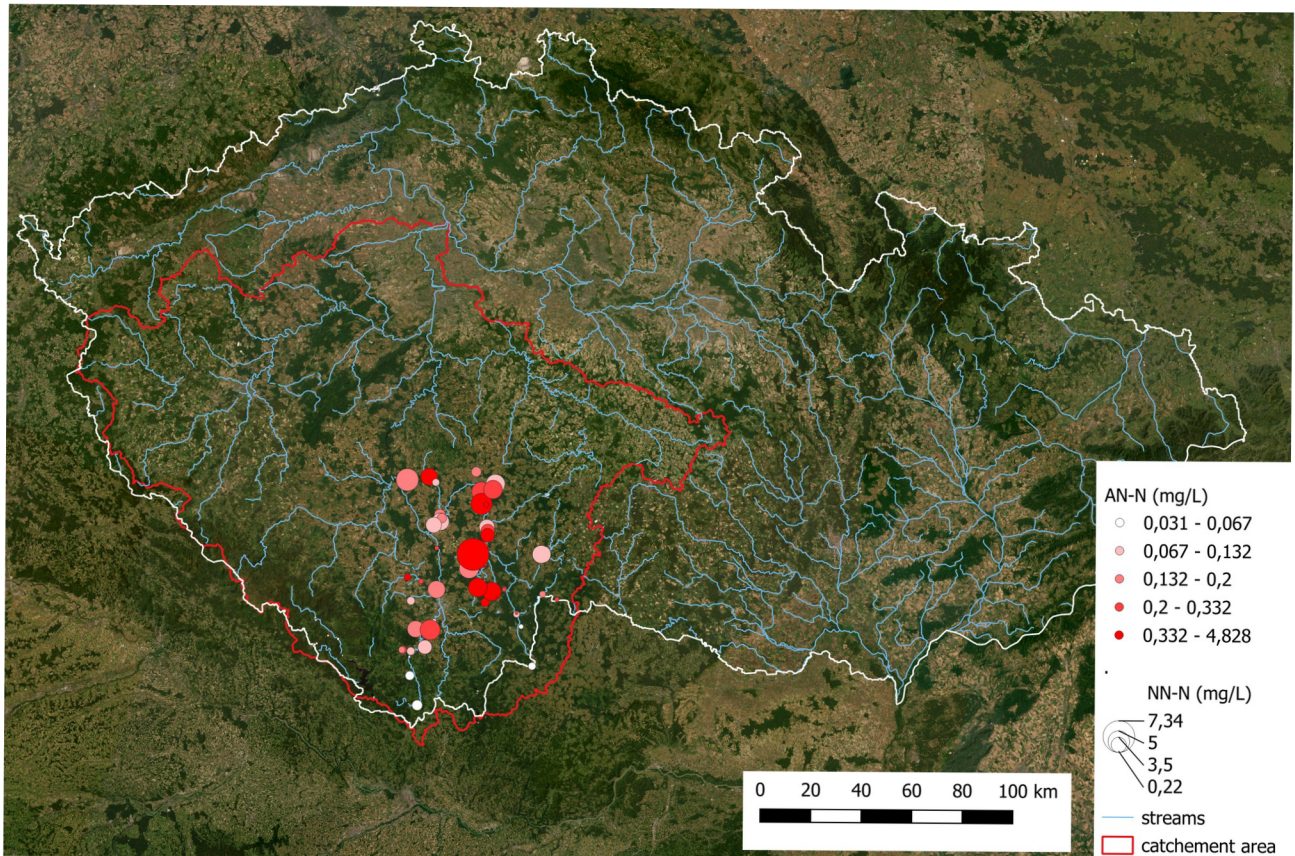 AN-N (mg/L)
0,031 - 0,067
0,067 - 0,132
0,132 - 0,2
0,2 - 0,332
0,332 - 4,828
NN-N (mg/L)
7,34
5
3,5
0,22
streams
catchement area
0 20 40 60 80 100 km